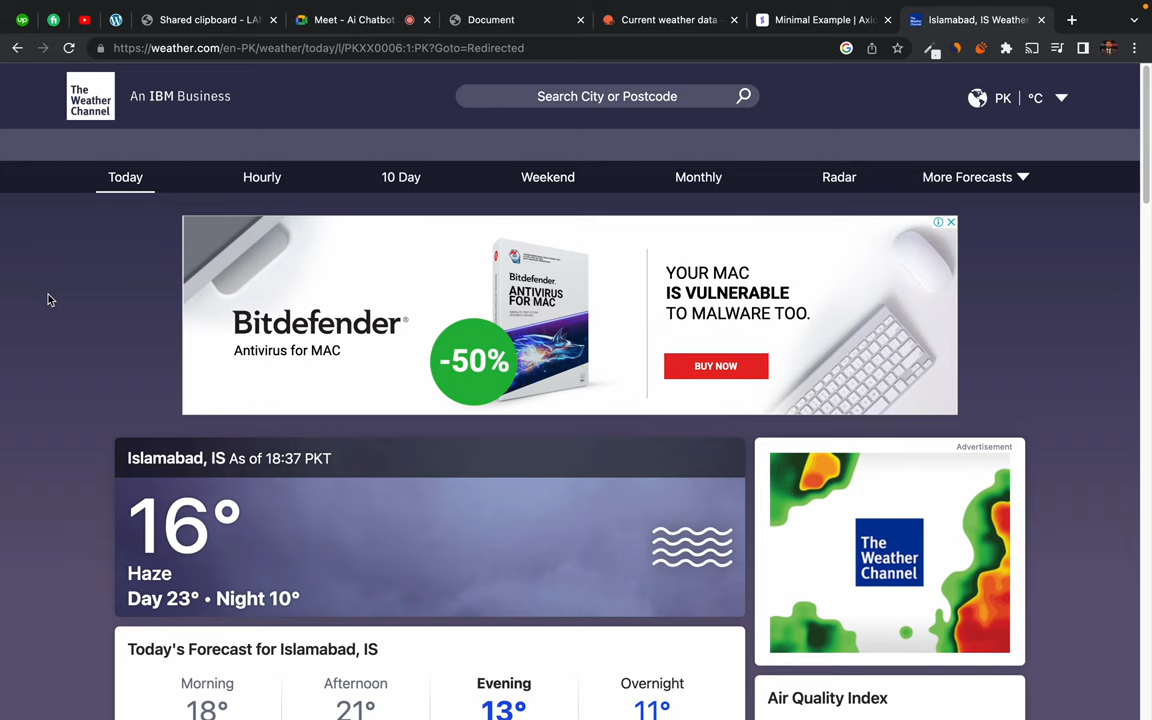 up
fi
Shared clipboard - LAN
Meet - Ai Chatbot
Document
Current weather data -
Minimal Example | Axio
Islamabad, IS Weather
https://weather.com/en-PK/weather/today/l/PKXX0006:1:PK?Goto=Redirected
The Weather Channel
An IBM Business
Search City or Postcode
PK | °C
Today
Hourly
10 Day
Weekend
Monthly
Radar
More Forecasts
Bitdefender®
Antivirus for MAC
-50%
Bitdefender.
ANTIVIRUS
FOR MAC
YOUR MAC
IS VULNERABLE
TO MALWARE TOO.
BUY NOW
Islamabad, IS As of 18:37 PKT
16°
Haze
Day 23° • Night 10°
Advertisement
The
Weather
Channel
Today's Forecast for Islamabad, IS
Morning
Afternoon
Evening
Overnight
18°
21°
13°
11°
Air Quality Index